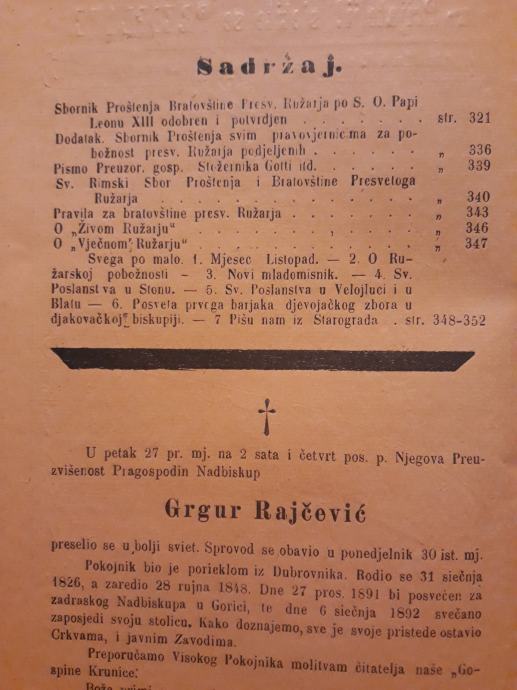 Sadržaj.
Sbornik Proštenja Bratovštine Presv. Ružarja po S. O. Papi
Leonu XIII odobren i potvrdjen . . . . . . . str. 321
Dodatak. Sbornik Proštenja svim pravovjernicima za po-
božnost presv. Ružarja podjeljenih . . . . . . „ 336
Pismo Preuzor. gosp. Stožernika Gotti itd. . . . . . „ 339
Sv. Rimski Sbor Proštenja i Bratovštine Presvetoga
Ružarja . . . . . . . . . . . „ 340
Pravila za bratovštine presv. Ružarja . . . . . . „ 343
O „Živom Ružarju“ . . . . . . . . . „ 346
O „Vječnom Ružarju“ . . . . . . . . . „ 347
Svega po malo. 1. Mjesec Listopad. — 2. O Ru-
žarskoj pobožnosti - 3. Novi mladomisnik. — 4. Sv.
Poslanstva u Stonu. — 5. Sv. Poslanstva u Velojluci i u
Blatu — 6. Posveta prvega barjaka djevojačkog zbora u
djakovačkoj biskupiji. — 7 Pišu nam iz Starograda . str. 348-352
†
U petak 27 pr. mj. na 2 sata i četvrt pos. p. Njegova Preu-
zvišenost Pragospodin Nadbiskup
Grgur Rajčević
preselio se u bolji sviet. Sprovod se obavio u ponedjelnik 30 ist. mj.
Pokojnik bio je porieklom iz Dubrovnika. Rodio se 31 siečnja
1826, a zaredio 28 rujna 1848. Dne 27 pros. 1891 bi posvećen za
zadraskog Nadbiskupa u Gorici, te dne 6 siečnja 1892 svečano
zaposjedi svoju stolicu. Kako doznajemo, sve je svoje pristede ostavio
Crkvama, i javnim Zavodima.
Preporučamo Visokog Pokojnika molitvam čitatelja naše „Go-
spine Krunice.“